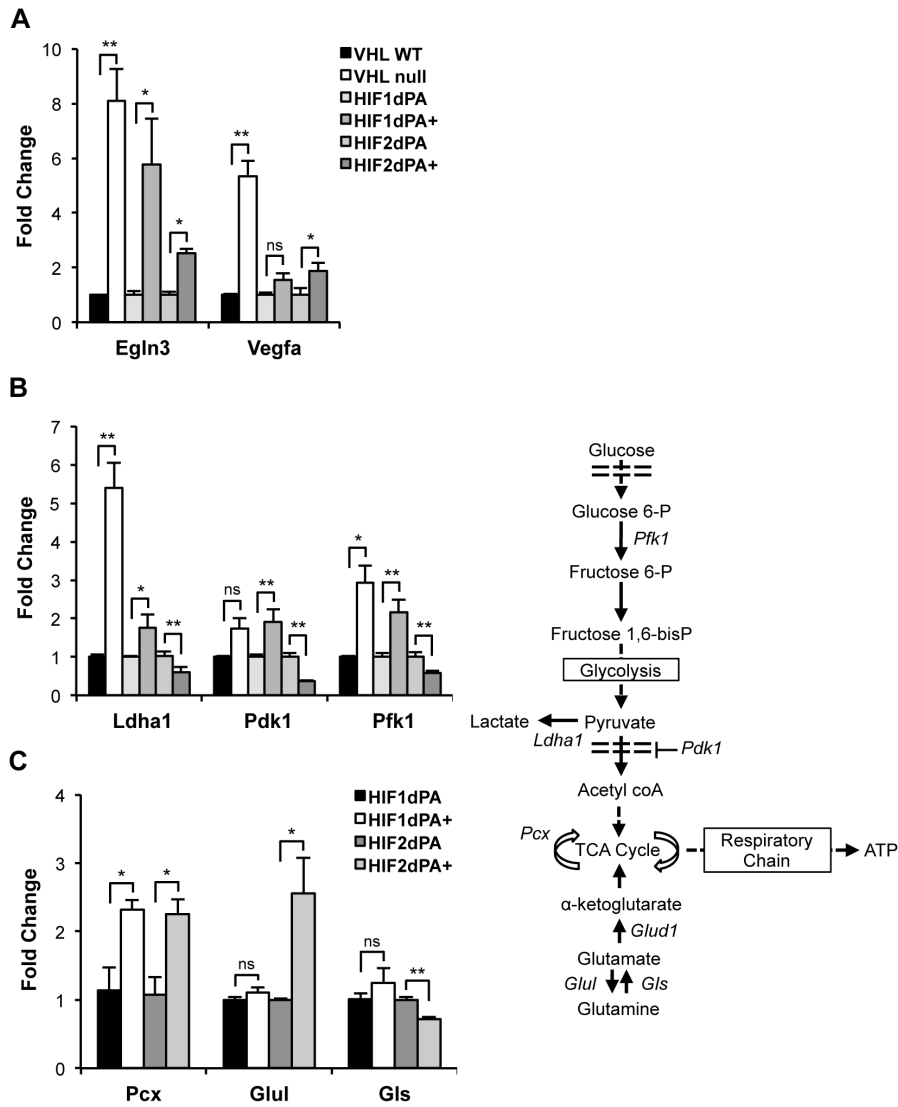 A
Fold Change
10
8
6
4
2
0
**
*
*
**
ns
*
Egln3
Vegfa
VHL WT
VHL null
HIF1dPA
HIF1dPA+
HIF2dPA
HIF2dPA+
B
Fold Change
7
6
5
4
3
2
1
0
**
*
**
ns
**
**
*
**
**
Ldha1
Pdk1
Pfk1
C
Fold Change
4
3
2
1
0
*
*
ns
*
ns
**
Pcx
Glul
Gls
HIF1dPA
HIF1dPA+
HIF2dPA
HIF2dPA+
Glucose
Glucose 6-P
Pfk1
Fructose 6-P
Fructose 1,6-bisP
Glycolysis
Lactate
Pyruvate
Ldha1
Pdk1
Acetyl coA
Pcx
TCA Cycle
Respiratory
Chain
ATP
α-ketoglutarate
Glud1
Glutamate
Glul
Gls
Glutamine